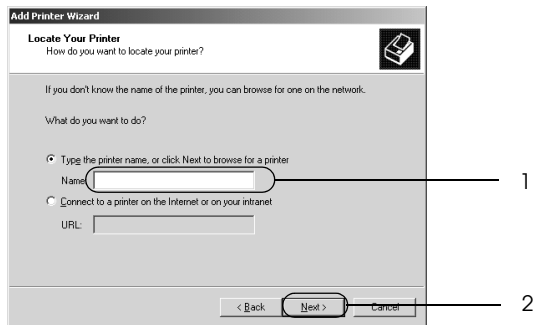 Add Printer Wizard
Locate Your Printer
How do you want to locate your printer?
If you don't know the name of the printer, you can browse for one on the network.
What do you want to do?
Type the printer name, or click Next to browse for a printer
Name:
1
Connect to a printer on the Internet or on your intranet
URL:
< Back Next > Cancel
2